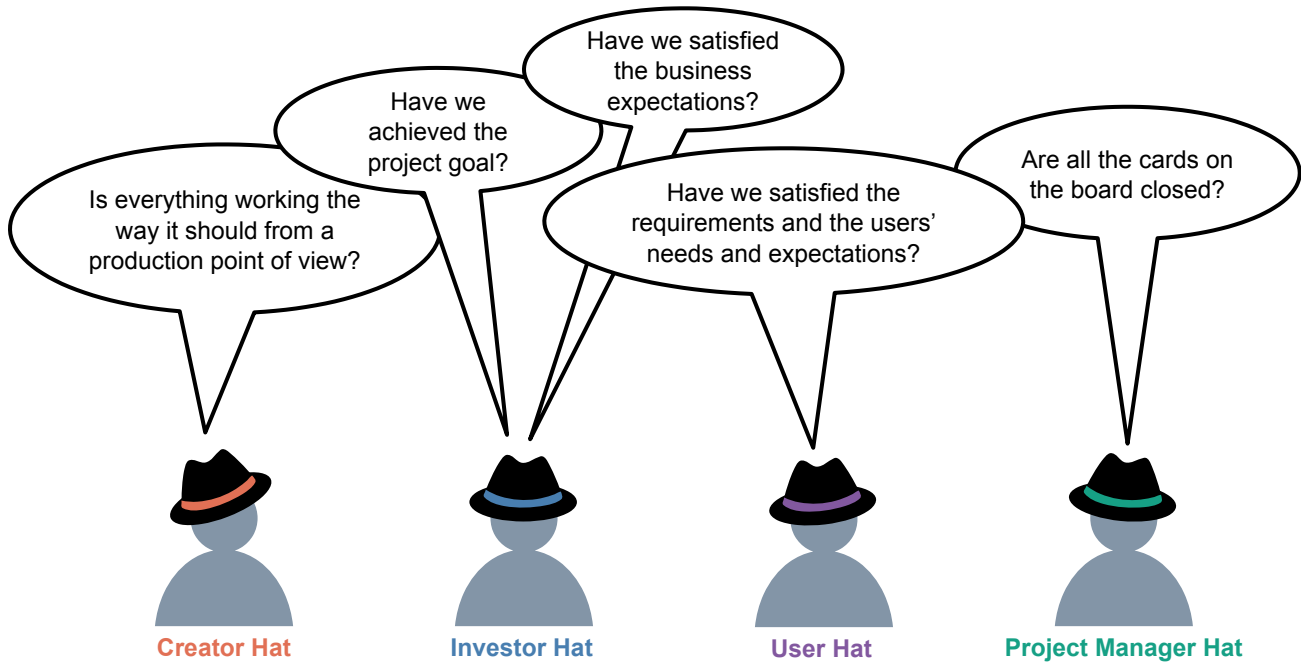 Is everything working the
way it should from a
production point of view?
Have we
achieved the
project goal?
Have we satisfied
the business
expectations?
Have we satisfied the
requirements and the users’
needs and expectations?
Are all the cards on
the board closed?
Creator Hat
Investor Hat
User Hat
Project Manager Hat